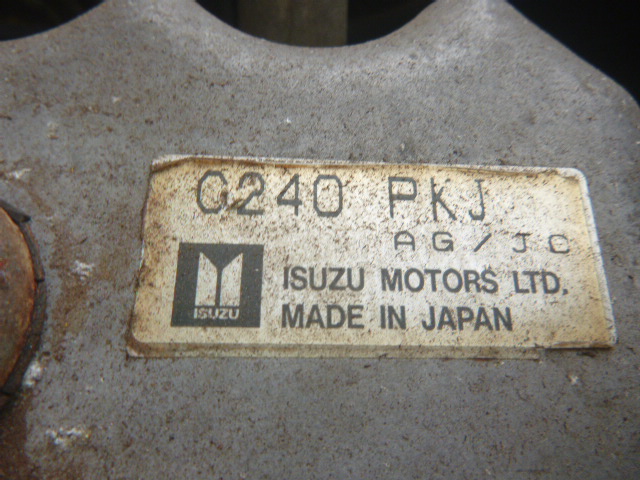 C240 PKJ
AG/JC
ISUZU MOTORS LTD.
ISUZU
MADE IN JAPAN